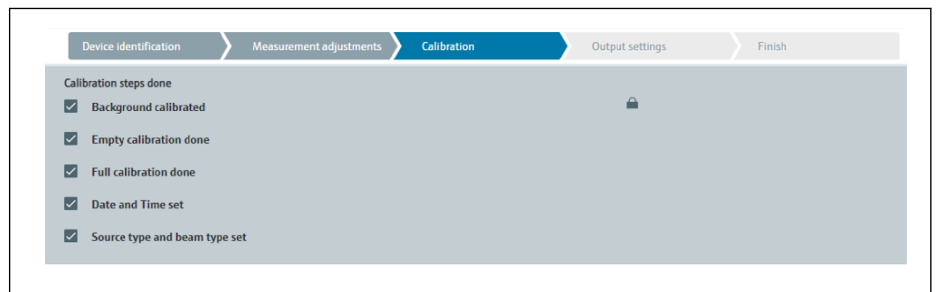 Device identification
Measurement adjustments
Calibration
Output settings
Finish
Calibration steps done
Background calibrated
Empty calibration done
Full calibration done
Date and Time set
Source type and beam type set